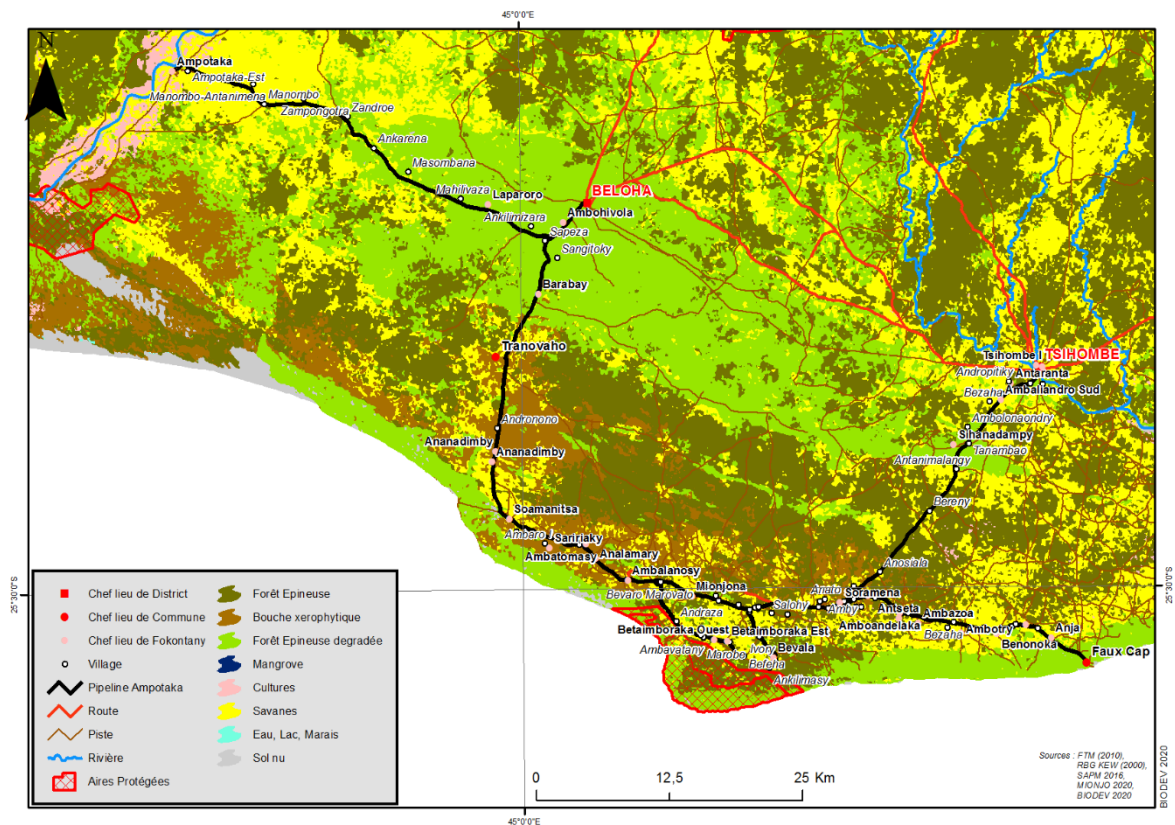 45°0'0"E
N
Ampotaka
Ampotaka-Est
Manombo-Antanimena
Manombo
Zampongotra
Zandroe
Ankarena
Masombana
Mahilivaza
Laparoro
BELOHA
Ankilimizara
Ambohivola
Sapeza
Sangitoky
Barabay
Tranovaho
Tsihombe I
TSIHOMBE
Andropitiky
Antaranta
Bezaha
Ambaliandro Sud
Ambolonaondry
Andronono
Sihanadampy
Ananadimby
Tanambao
Ananadimby
Antanimalangy
Bereny
Soamanitsa
Ambaro I
Saririaky
Ambatomasy
Analamary
Anosiala
Ambalanosy
Mionjona
Bevaro
Marovato
Anato
Soramena
Andraza
Salohy
Amby
Antseta
Ambazoa
Betaimboraka Ouest
Betaimboraka Est
Amboandelaka
Bezaha
Ambotry
Anja
Ambavatany
Marobe
Ivory
Bevala
Benonoka
Befeha
Faux Cap
Ankilimasy
25°30'0"S
25°30'0"S
Chef lieu de District
Chef lieu de Commune
Chef lieu de Fokontany
Village
Pipeline Ampotaka
Route
Piste
Rivière
Aires Protégées
Forêt Epineuse
Bouche xerophytique
Forêt Epineuse degradée
Mangrove
Cultures
Savanes
Eau, Lac, Marais
Sol nu
0 12,5 25 Km
Sources : FTM (2010),
RBG KEW (2000),
SAPM 2016,
MIONJO 2020,
BIODEV 2020
BIODEV 2020
45°0'0"E